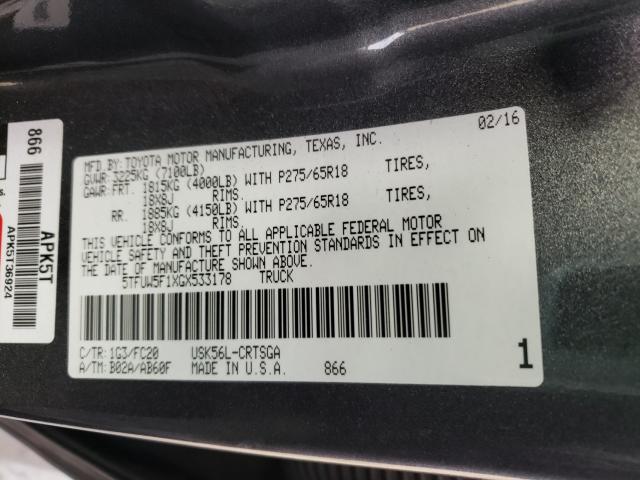 MFD BY: TOYOTA MOTOR MANUFACTURING, TEXAS, INC. 02/16
GVWR: 3225KG (7100LB)
GAWR: FRT. 1815KG (4000LB) WITH P275/65R18 TIRES,
18X8J RIMS.
RR. 1885KG (4150LB) WITH P275/65R18 TIRES,
18X8J RIMS.
THIS VEHICLE CONFORMS TO ALL APPLICABLE FEDERAL MOTOR
VEHICLE SAFETY AND THEFT PREVENTION STANDARDS IN EFFECT ON
THE DATE OF MANUFACTURE SHOWN ABOVE.
5TFUW5F1XGX533178 TRUCK
C/TR: 1G3/FC20 USK56L-CRTSGA
A/TM: B02A/AB60F MADE IN U.S.A. 866
1
866
APK5T
APK5T36924